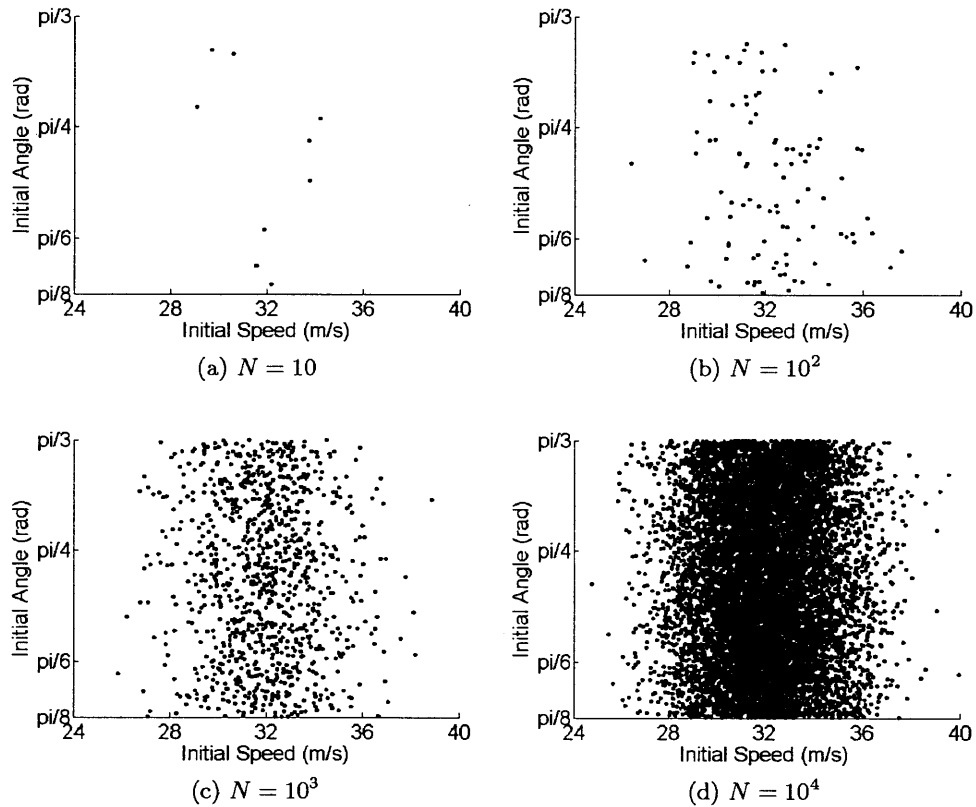 pi/3
pi/4
pi/6
pi/8
Initial Angle (rad)
24 28 32 36 40
Initial Speed (m/s)
(a) N = 10
pi/3
pi/4
pi/6
pi/8
Initial Angle (rad)
24 28 32 36 40
Initial Speed (m/s)
(b) N = 10²
pi/3
pi/4
pi/6
pi/8
Initial Angle (rad)
24 28 32 36 40
Initial Speed (m/s)
(c) N = 10³
pi/3
pi/4
pi/6
pi/8
Initial Angle (rad)
24 28 32 36 40
Initial Speed (m/s)
(d) N = 10⁴